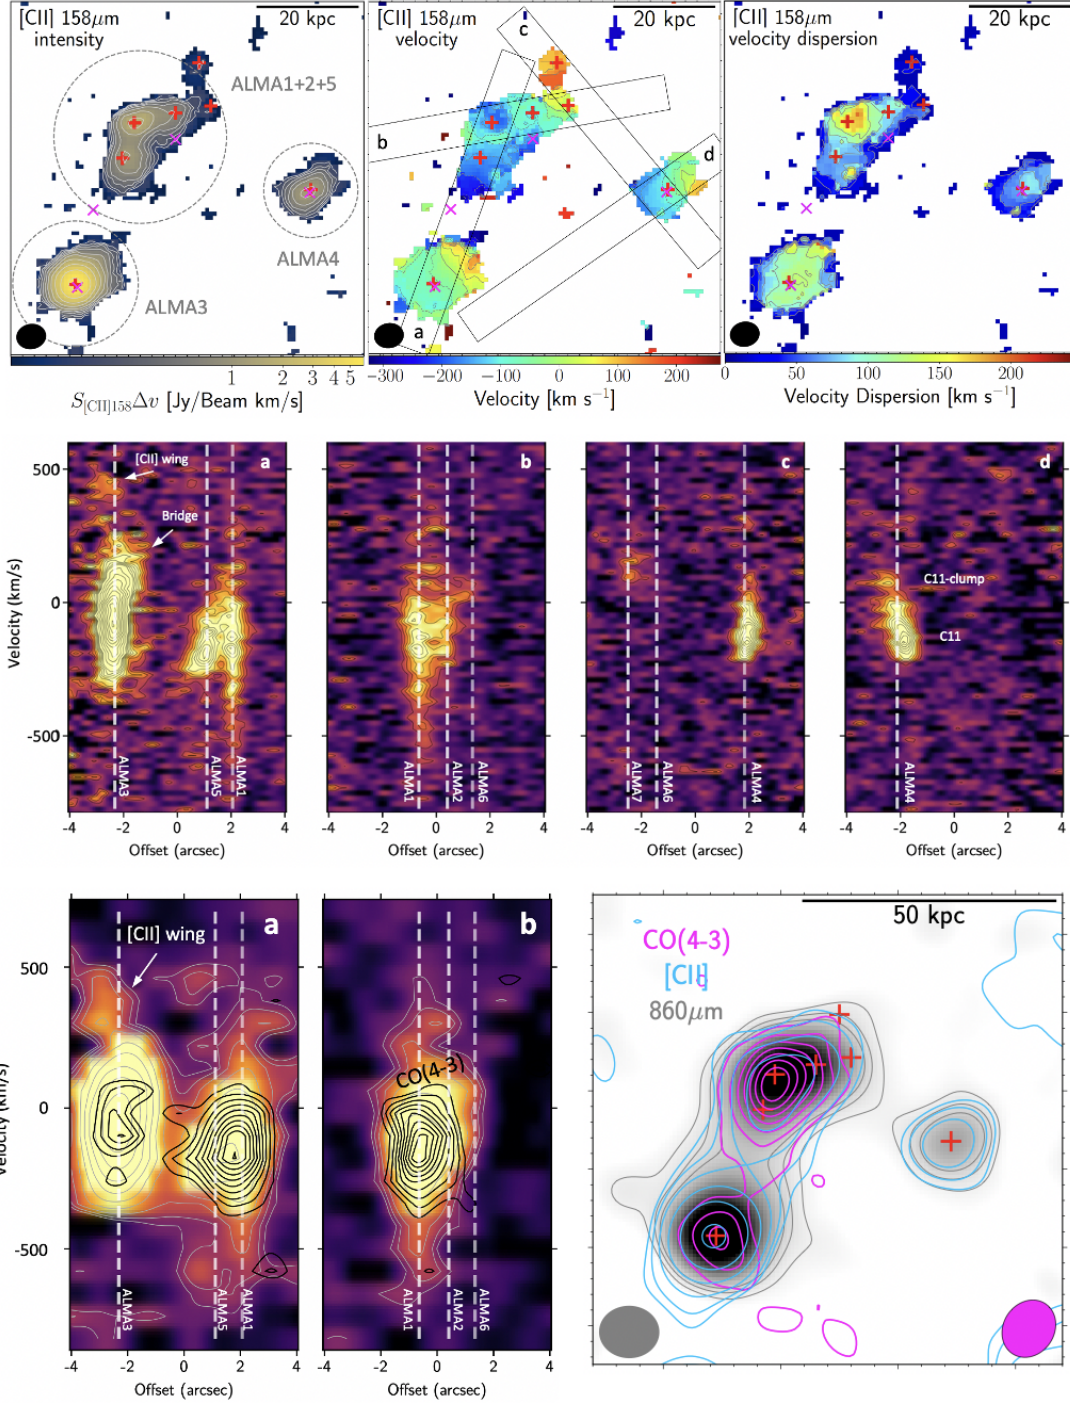 [CII] 158μm
intensity
20 kpc
ALMA1+2+5
ALMA4
ALMA3
1 2 3 4 5
S[CII]158Δv [Jy/Beam km/s]
[CII] 158μm
velocity
20 kpc
c
b
d
a
−300 −200 −100 0 100 200
Velocity [km s⁻¹]
[CII] 158μm
velocity dispersion
20 kpc
0 50 100 150 200
Velocity Dispersion [km s⁻¹]
Velocity (km/s)
500
0
-500
[CII] wing
a
Bridge
ALMA3
ALMA5
ALMA1
-4 -2 0 2 4
Offset (arcsec)
b
ALMA1
ALMA2
ALMA6
-4 -2 0 2 4
Offset (arcsec)
c
ALMA7
ALMA6
ALMA4
-4 -2 0 2 4
Offset (arcsec)
d
C11-clump
C11
ALMA4
-4 -2 0 2 4
Offset (arcsec)
velocity (km/s)
500
0
-500
a
[CII] wing
ALMA3
ALMA5
ALMA1
-4 -2 0 2 4
Offset (arcsec)
b
CO(4-3)
ALMA1
ALMA2
ALMA6
-4 -2 0 2 4
Offset (arcsec)
50 kpc
CO(4-3)
[CII]
860μm